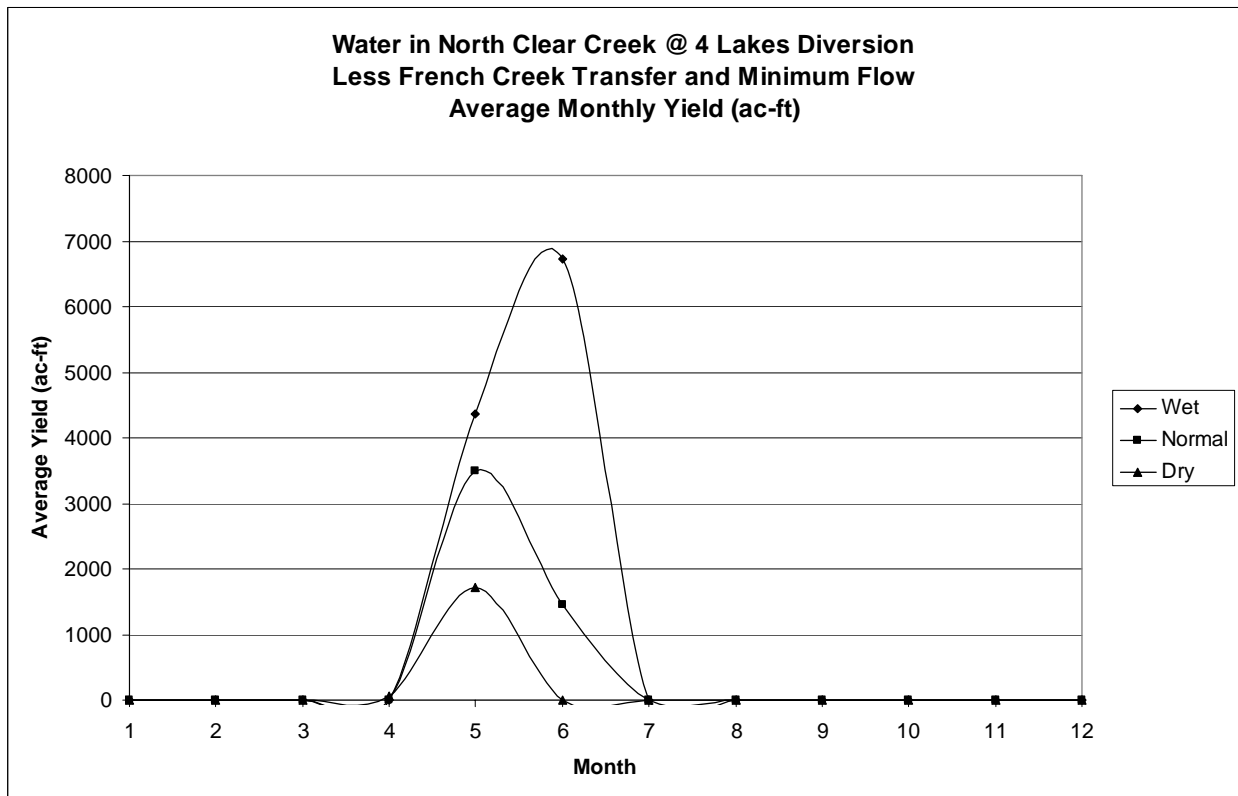 Water in North Clear Creek @ 4 Lakes Diversion
Less French Creek Transfer and Minimum Flow
Average Monthly Yield (ac-ft)
8000
7000
6000
5000
4000
3000
2000
1000
0
Average Yield (ac-ft)
1 2 3 4 5 6 7 8 9 10 11 12
Month
Wet
Normal
Dry